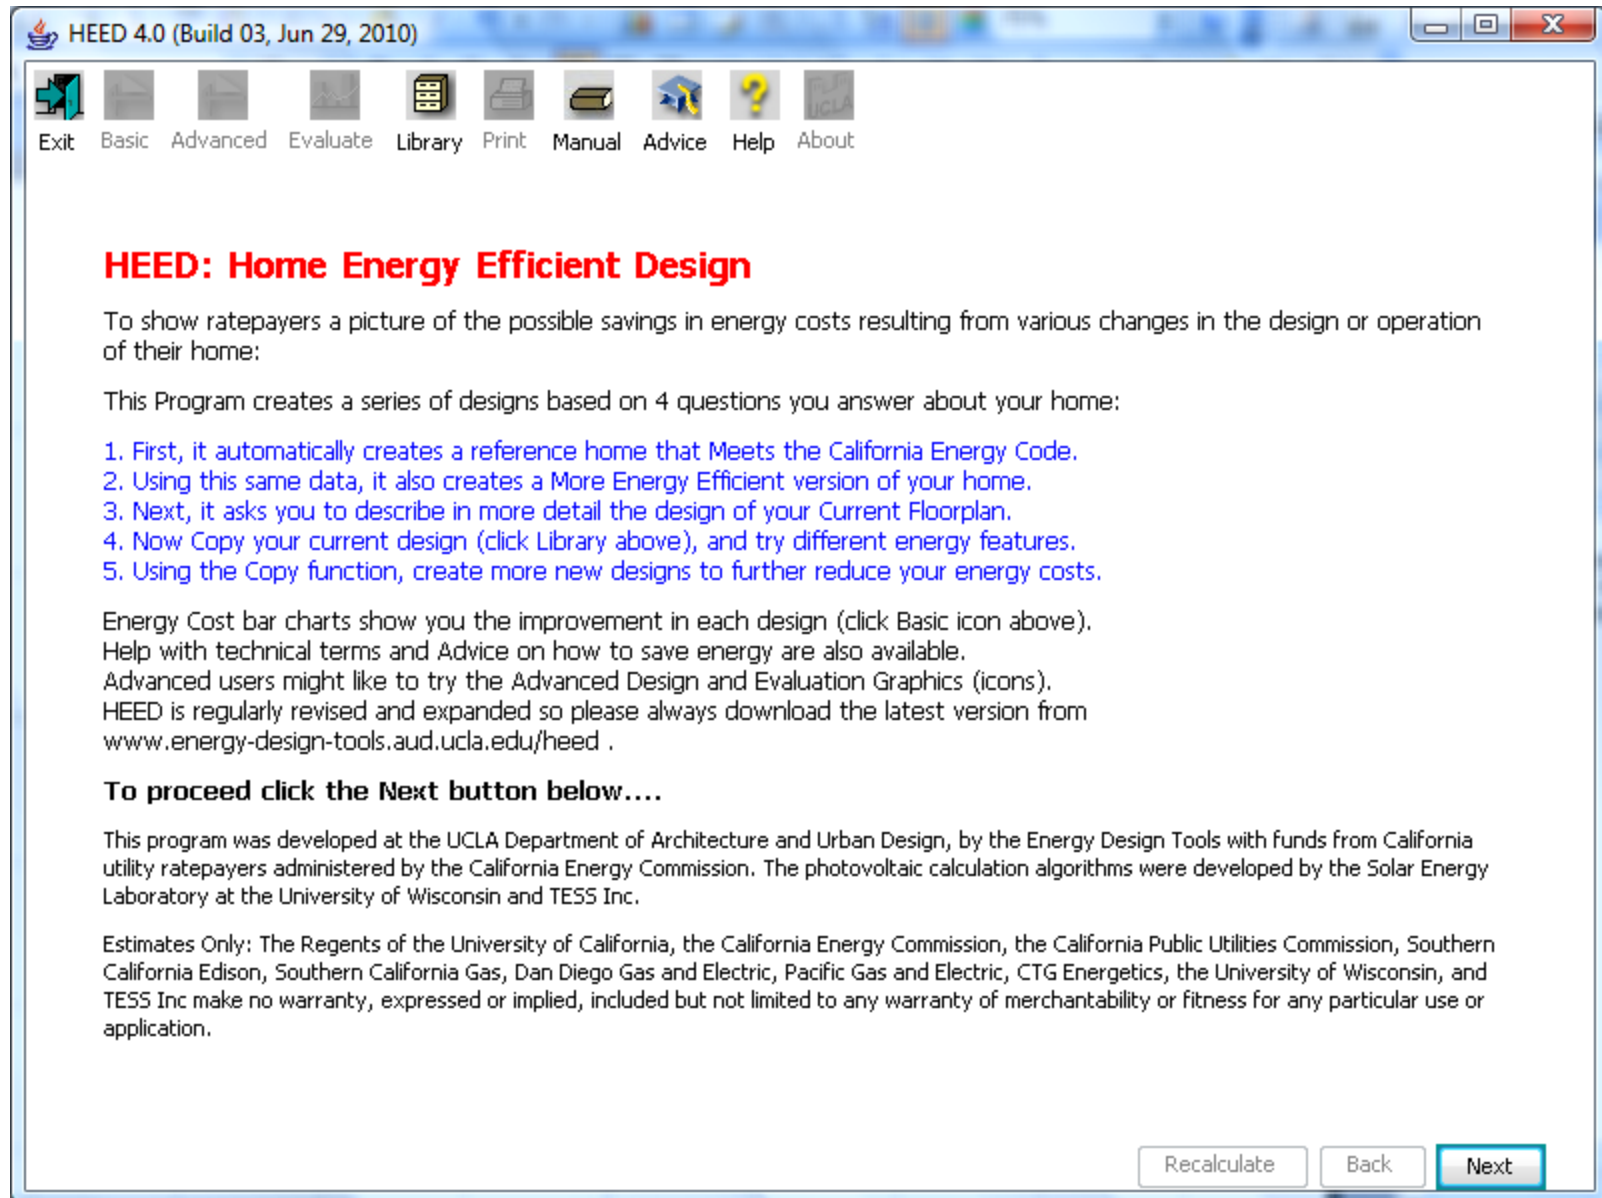 HEED 4.0 (Build 03, Jun 29, 2010)
Exit Basic Advanced Evaluate Library Print Manual Advice Help About
UCLA
HEED: Home Energy Efficient Design
To show ratepayers a picture of the possible savings in energy costs resulting from various changes in the design or operation
of their home:
This Program creates a series of designs based on 4 questions you answer about your home:
1. First, it automatically creates a reference home that Meets the California Energy Code.
2. Using this same data, it also creates a More Energy Efficient version of your home.
3. Next, it asks you to describe in more detail the design of your Current Floorplan.
4. Now Copy your current design (click Library above), and try different energy features.
5. Using the Copy function, create more new designs to further reduce your energy costs.
Energy Cost bar charts show you the improvement in each design (click Basic icon above).
Help with technical terms and Advice on how to save energy are also available.
Advanced users might like to try the Advanced Design and Evaluation Graphics (icons).
HEED is regularly revised and expanded so please always download the latest version from
www.energy-design-tools.aud.ucla.edu/heed .
To proceed click the Next button below....
This program was developed at the UCLA Department of Architecture and Urban Design, by the Energy Design Tools with funds from California
utility ratepayers administered by the California Energy Commission. The photovoltaic calculation algorithms were developed by the Solar Energy
Laboratory at the University of Wisconsin and TESS Inc.
Estimates Only: The Regents of the University of California, the California Energy Commission, the California Public Utilities Commission, Southern
California Edison, Southern California Gas, Dan Diego Gas and Electric, Pacific Gas and Electric, CTG Energetics, the University of Wisconsin, and
TESS Inc make no warranty, expressed or implied, included but not limited to any warranty of merchantability or fitness for any particular use or
application.
Recalculate Back Next